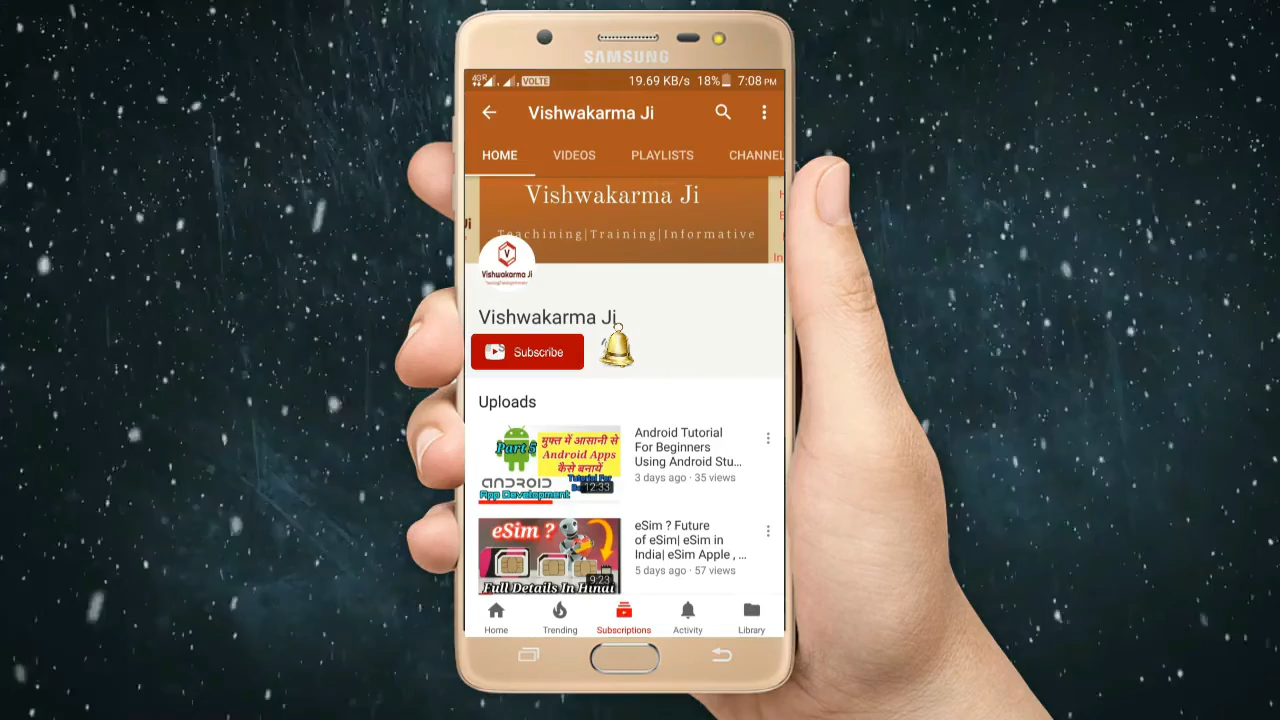 SAMSUNG
4GR VOLTE 19.69 KB/s 18% 7:08 PM
Vishwakarma Ji
HOME VIDEOS PLAYLISTS CHANNEL
Vishwakarma Ji
Teachining|Training|Informative
Vishwakarma Ji
Vishwakarma Ji
Subscribe
Uploads
Part 5
मुफ्त में आसानी से
Android Apps
कैसे बनायें
ANDROID
Tutorial For
App Development
12:33
Android Tutorial
For Beginners
Using Android Stu...
3 days ago · 35 views
eSim ?
Full Details In Hindi
9:23
eSim ? Future
of eSim| eSim in
India| eSim Apple , ...
5 days ago · 57 views
Home Trending Subscriptions Activity Library